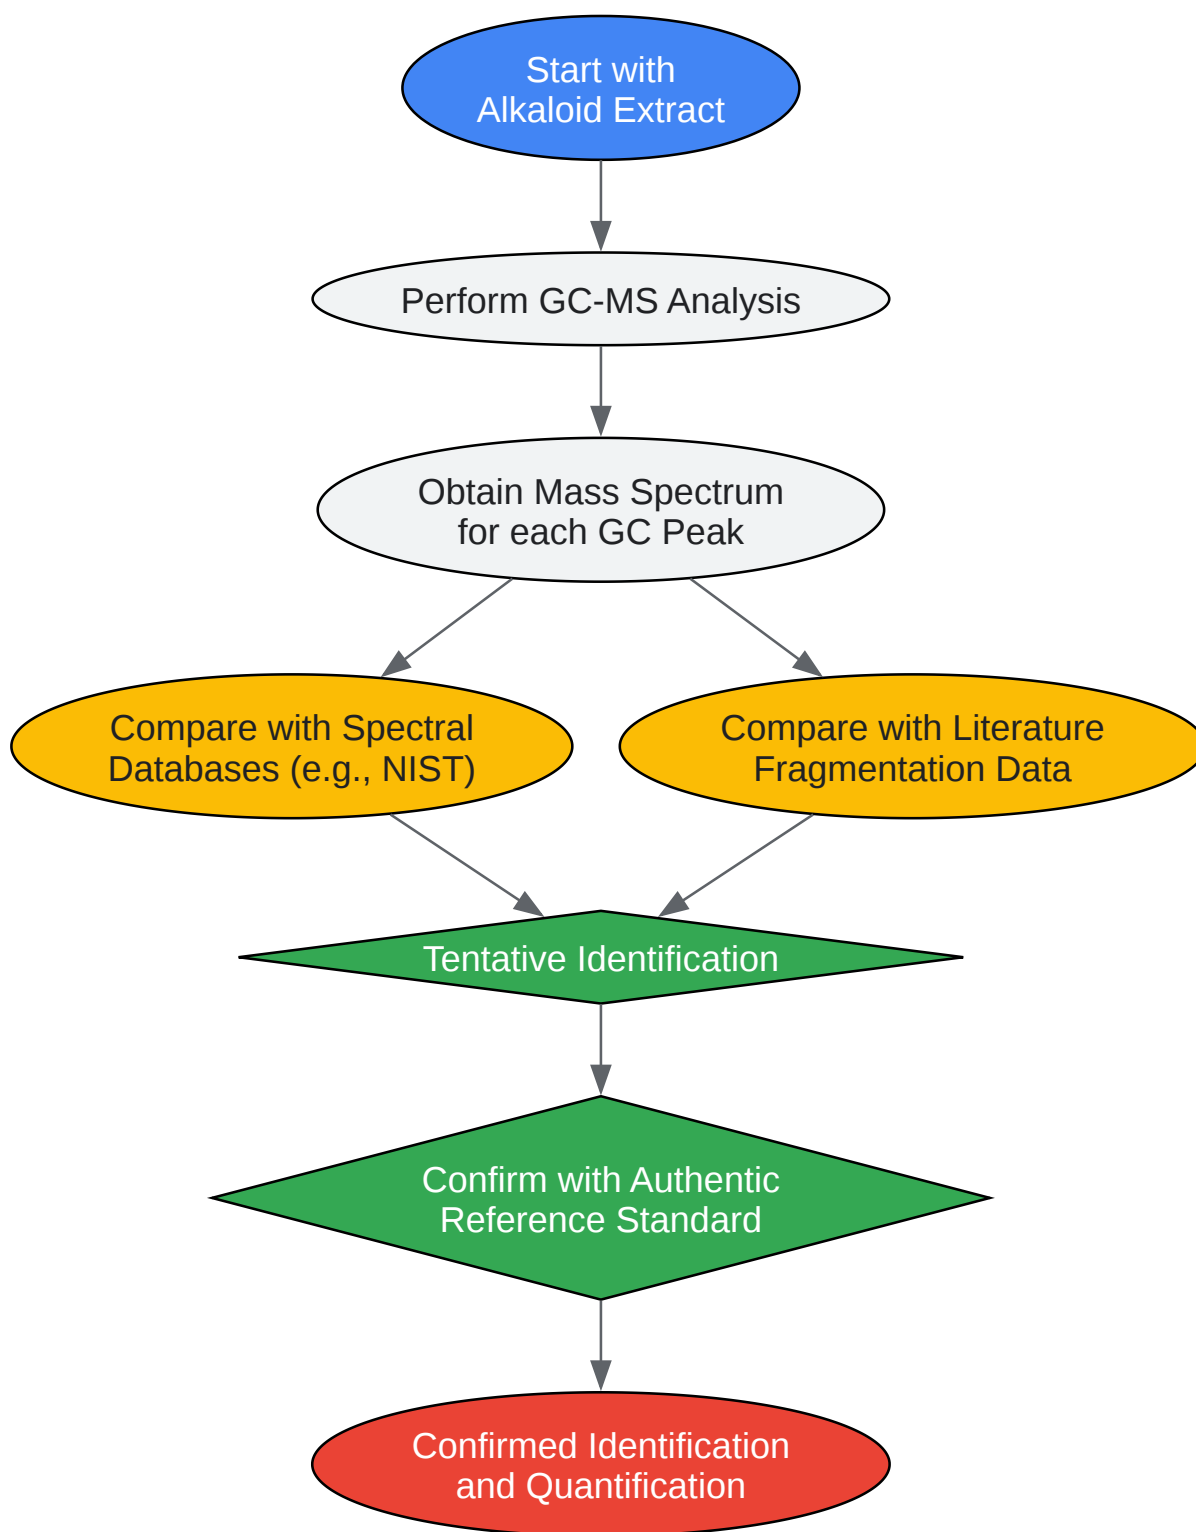 Start with
Alkaloid Extract
Perform GC-MS Analysis
Obtain Mass Spectrum
for each GC Peak
Compare with Spectral
Databases (e.g., NIST)
Compare with Literature
Fragmentation Data
Tentative Identification
Confirm with Authentic
Reference Standard
Confirmed Identification
and Quantification